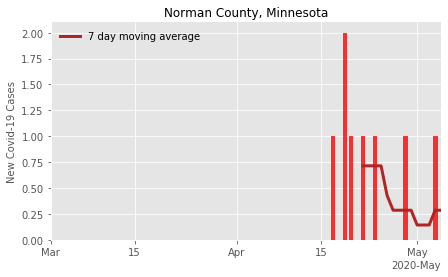 Norman County, Minnesota
7 day moving average
New Covid-19 Cases
2.00
1.75
1.50
1.25
1.00
0.75
0.50
0.25
0.00
Mar
15
Apr
15
May
2020-May